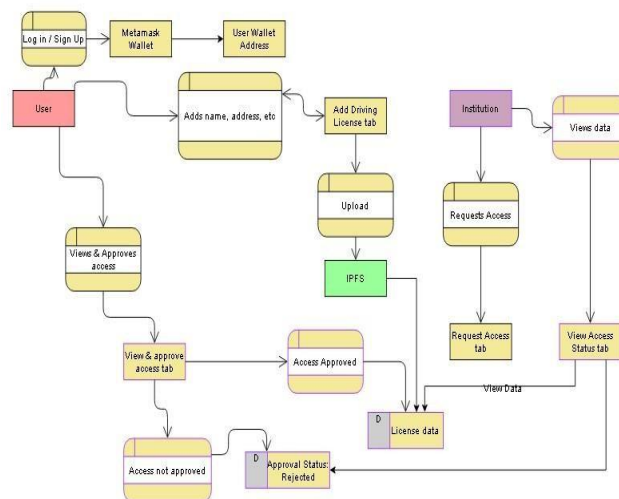 Log in / Sign Up
Metamask
Wallet
User Wallet
Address
User
Adds name, address, etc
Add Driving
License tab
Institution
Views data
Upload
Requests Access
Views & Approves
access
IPFS
View & approve
access tab
Access Approved
Request Access
tab
View Access
Status tab
View Data
D
License data
Access not approved
D
Approval Status:
Rejected